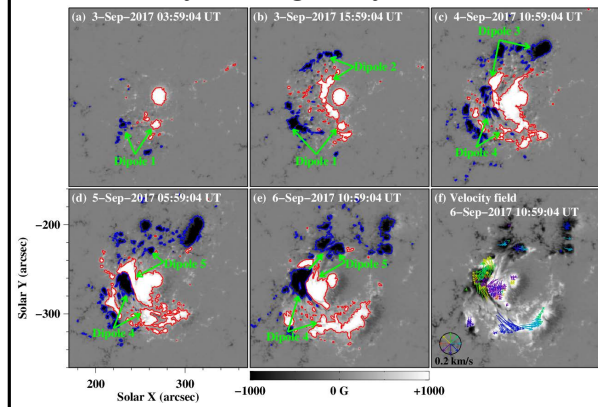 (a) 3-Sep-2017 03:59:04 UT
(b) 3-Sep-2017 15:59:04 UT
(c) 4-Sep-2017 10:59:04 UT
Dipole 1
Dipole 2
Dipole 1
Dipole 3
Dipole 4
(d) 5-Sep-2017 05:59:04 UT
(e) 6-Sep-2017 10:59:04 UT
(f) Velocity field
6-Sep-2017 10:59:04 UT
Dipole 5
Dipole 4
Dipole 5
Dipole 4
0.2 km/s
Solar Y (arcsec)
-200
-300
200
300
Solar X (arcsec)
-1000
0 G
+1000